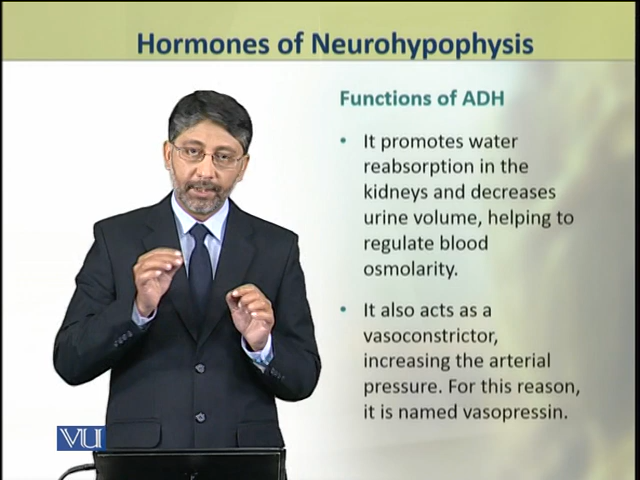 Hormones of Neurohypophysis
Functions of ADH
• It promotes water
reabsorption in the
kidneys and decreases
urine volume, helping to
regulate blood
osmolarity.
• It also acts as a
vasoconstrictor,
increasing the arterial
pressure. For this reason,
it is named vasopressin.
VU